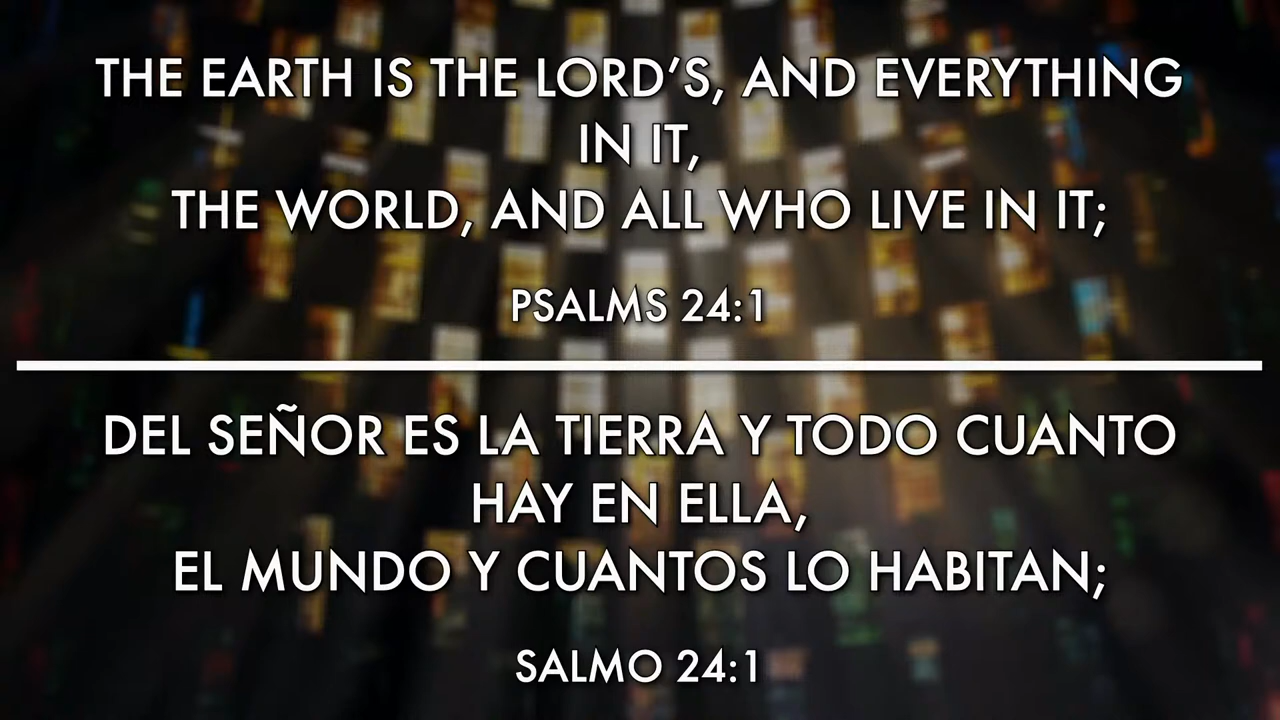 THE EARTH IS THE LORD’S, AND EVERYTHING
IN IT,
THE WORLD, AND ALL WHO LIVE IN IT;
PSALMS 24:1
DEL SEÑOR ES LA TIERRA Y TODO CUANTO
HAY EN ELLA,
EL MUNDO Y CUANTOS LO HABITAN;
SALMO 24:1